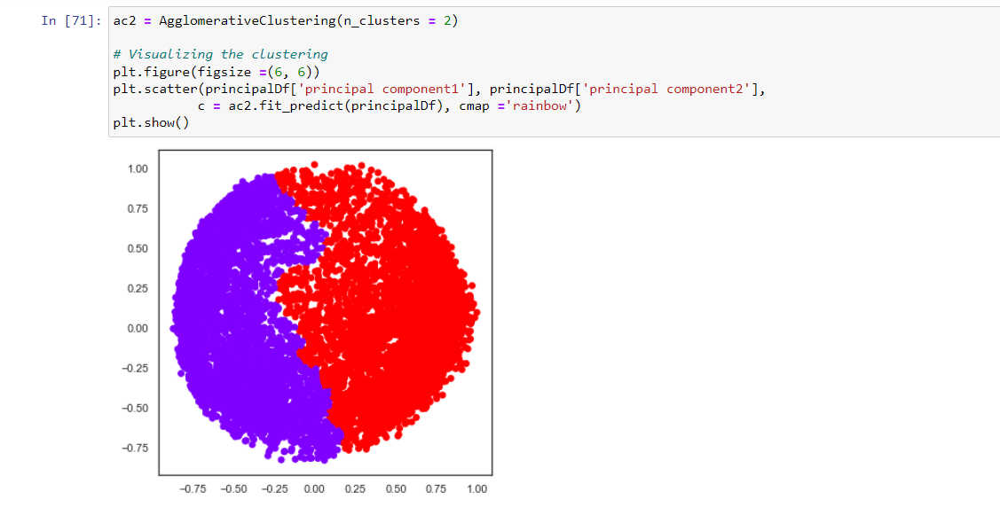 In [71]: ac2 = AgglomerativeClustering(n_clusters = 2)
# Visualizing the clustering
plt.figure(figsize =(6, 6))
plt.scatter(principalDf['principal component1'], principalDf['principal component2'],
c = ac2.fit_predict(principalDf), cmap ='rainbow')
plt.show()
1.00
0.75
0.50
0.25
0.00
−0.25
−0.50
−0.75
−0.75 −0.50 −0.25 0.00 0.25 0.50 0.75 1.00